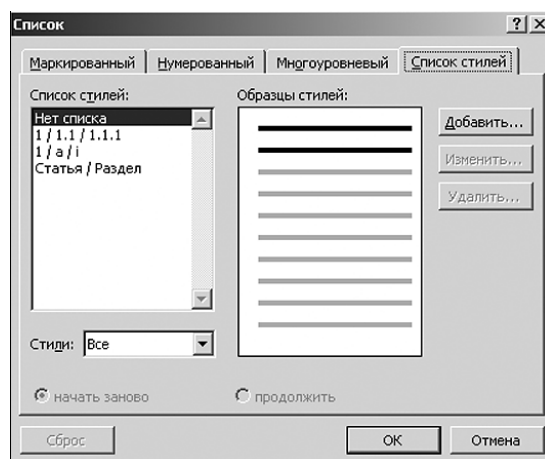 Список
Маркированный Нумерованный Многоуровневый Список стилей
Список стилей:
Образцы стилей:
Нет списка
1 / 1.1 / 1.1.1
1 / a / i
Статья / Раздел
Добавить...
Изменить...
Удалить...
Стили: Все
начать заново продолжить
Сброс ОК Отмена